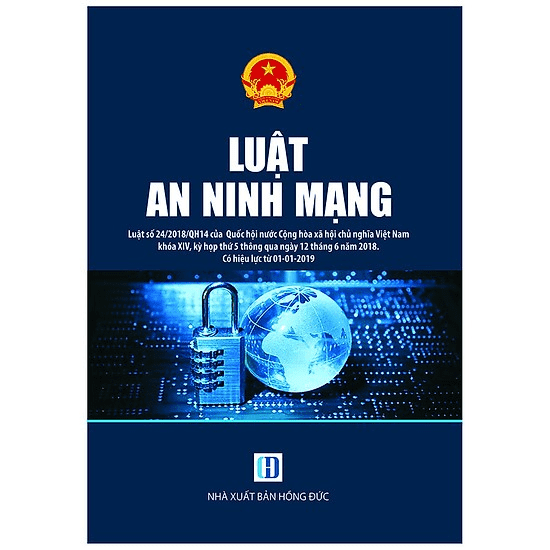 LUẬT
AN NINH MẠNG
Luật số 24/2018/QH14 của Quốc hội nước Cộng hòa xã hội chủ nghĩa Việt Nam
khóa XIV, kỳ họp thứ 5 thông qua ngày 12 tháng 6 năm 2018.
Có hiệu lực từ 01-01-2019
HD
NHÀ XUẤT BẢN HỒNG ĐỨC